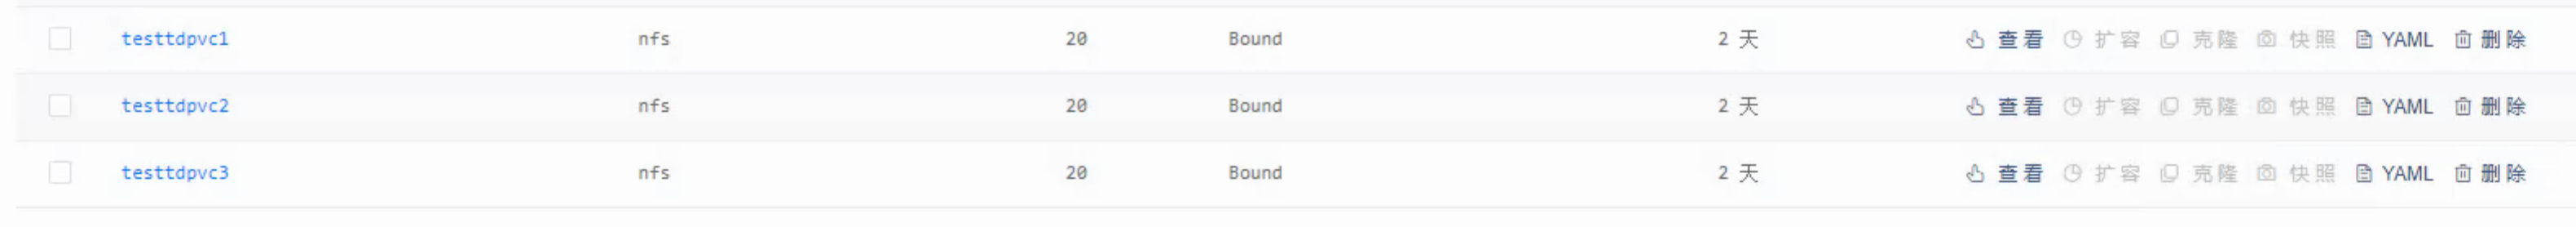 testtdpvc1 nfs 20 Bound 2 天 查看 扩容 克隆 快照 YAML 删除
testtdpvc2 nfs 20 Bound 2 天 查看 扩容 克隆 快照 YAML 删除
testtdpvc3 nfs 20 Bound 2 天 查看 扩容 克隆 快照 YAML 删除